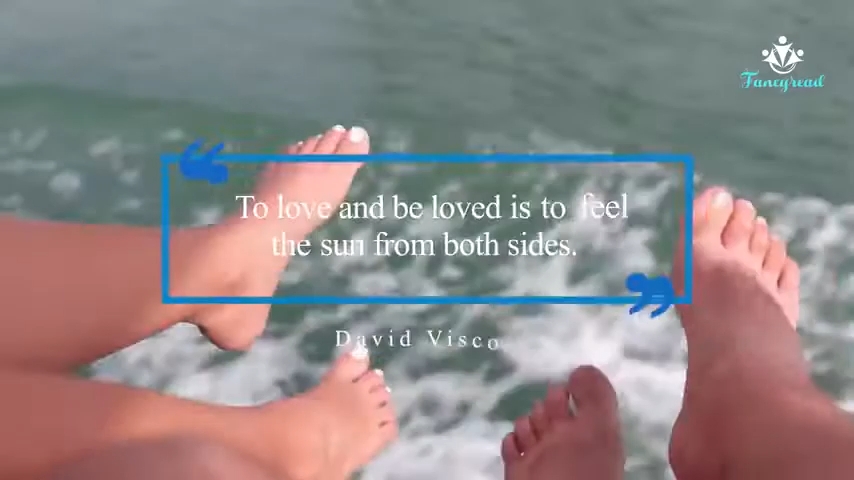 Fancyread
To love and be loved is to feel
the sun from both sides.
David Visco